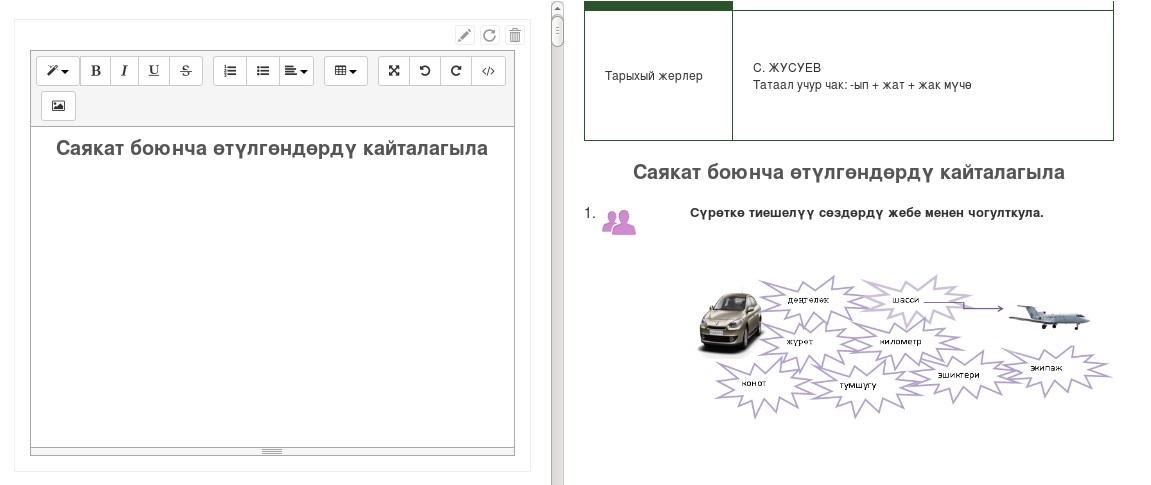 Саякат боюнча өтүлгөндөрдү кайталагыла
Тарыхый жерлер
С. ЖУСУЕВ
Татаал учур чак: -ып + жат + жак мүчө
Саякат боюнча өтүлгөндөрдү кайталагыла
1. Сүрөткө тиешелүү сөздөрдү жебе менен чогулткула.
дөңгөлөк
шасси
жүрөт
километр
конот
тумшугу
эшиктери
экипаж